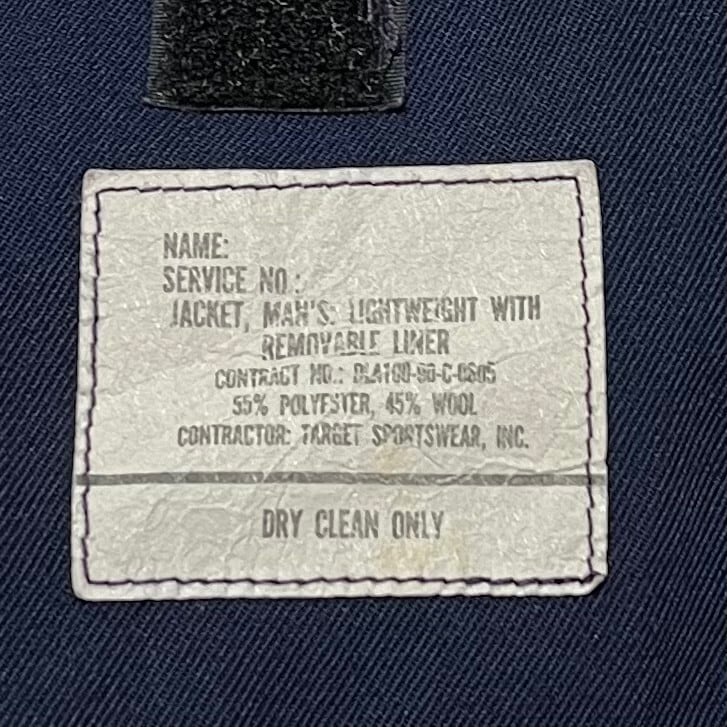 NAME:
SERVICE NO.:
JACKET, MAN'S: LIGHTWEIGHT WITH
REMOVABLE LINER
CONTRACT NO.: DLA100-90-C-0605
55% POLYESTER, 45% WOOL
CONTRACTOR: TARGET SPORTSWEAR, INC.
DRY CLEAN ONLY